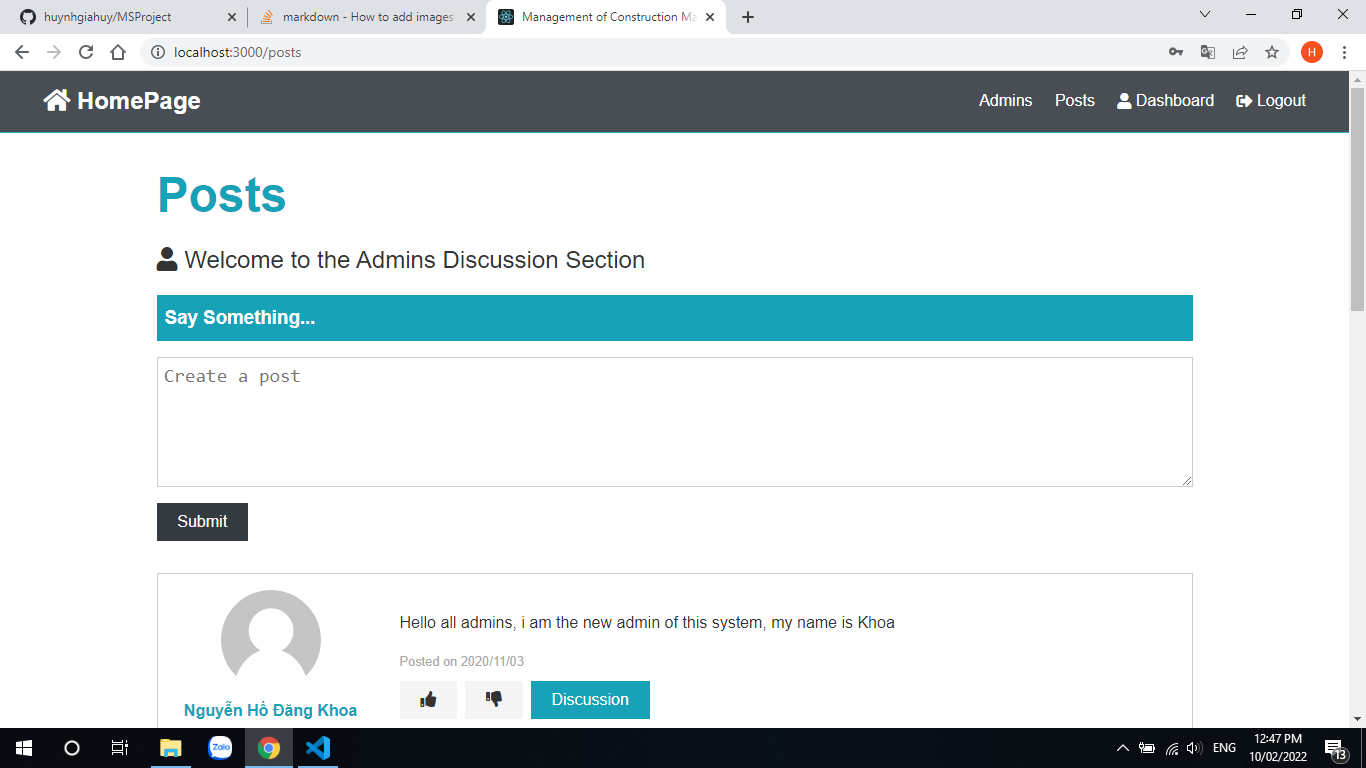 huynhgiahuy/MSProject
markdown - How to add images
Management of Construction Ma
localhost:3000/posts
H
HomePage
Admins
Posts
Dashboard
Logout
Posts
Welcome to the Admins Discussion Section
Say Something...
Create a post
Submit
Hello all admins, i am the new admin of this system, my name is Khoa
Posted on 2020/11/03
Nguyễn Hồ Đăng Khoa
Discussion
Zalo
ENG
12:47 PM
10/02/2022
13